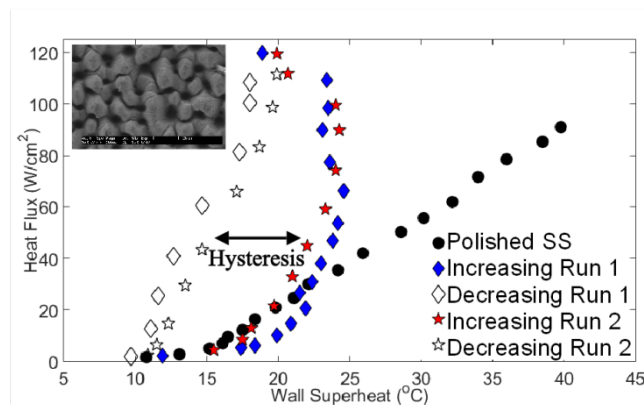 120
100
80
60
40
20
0
Heat Flux (W/cm²)
Hysteresis
Polished SS
Increasing Run 1
Decreasing Run 1
Increasing Run 2
Decreasing Run 2
5 10 15 20 25 30 35 40 45
Wall Superheat (°C)